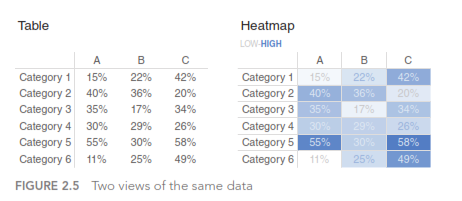 Table
A B C
Category 1 15% 22% 42%
Category 2 40% 36% 20%
Category 3 35% 17% 34%
Category 4 30% 29% 26%
Category 5 55% 30% 58%
Category 6 11% 25% 49%
Heatmap
LOW-HIGH
A B C
Category 1 15% 22% 42%
Category 2 40% 36% 20%
Category 3 35% 17% 34%
Category 4 30% 29% 26%
Category 5 55% 30% 58%
Category 6 11% 25% 49%
FIGURE 2.5 Two views of the same data